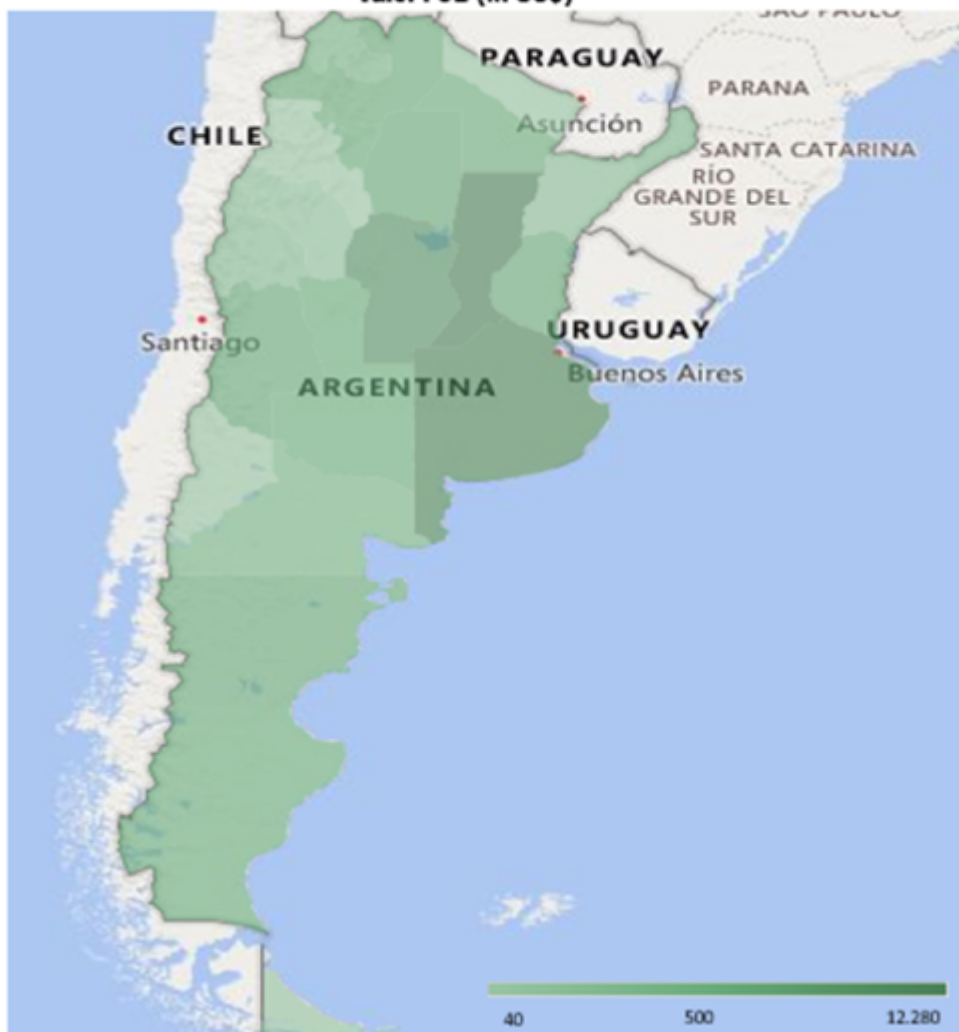 PARAGUAY
PARANA
CHILE
Asunción
SANTA CATARINA
RÍO
GRANDE DEL
SUR
URUGUAY
Santiago
Buenos Aires
ARGENTINA
40 500 12.280